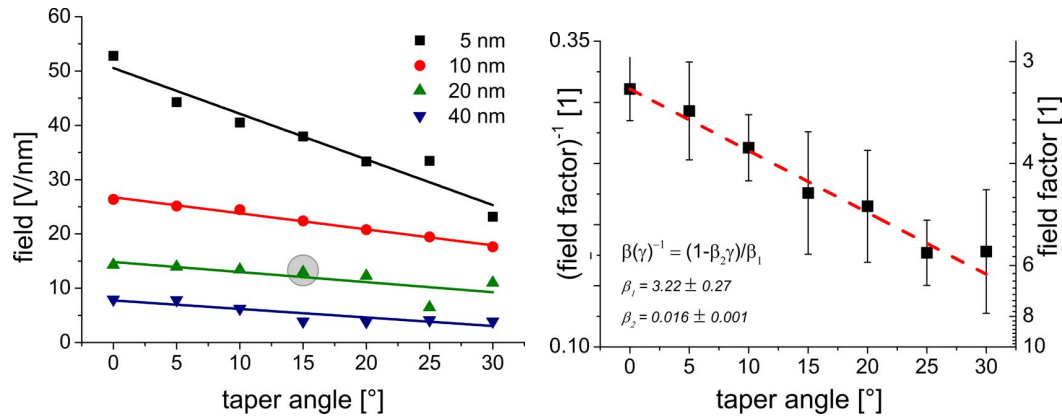 60
50
40
30
20
10
0
field [V/nm]
5 nm
10 nm
20 nm
40 nm
0 5 10 15 20 25 30
taper angle [°]
0.35
0.10
(field factor)⁻¹ [1]
β(γ)⁻¹ = (1-β₂γ)/β₁
β₁ = 3.22 ± 0.27
β₂ = 0.016 ± 0.001
0 5 10 15 20 25 30
taper angle [°]
3
4
6
8
10
field factor [1]